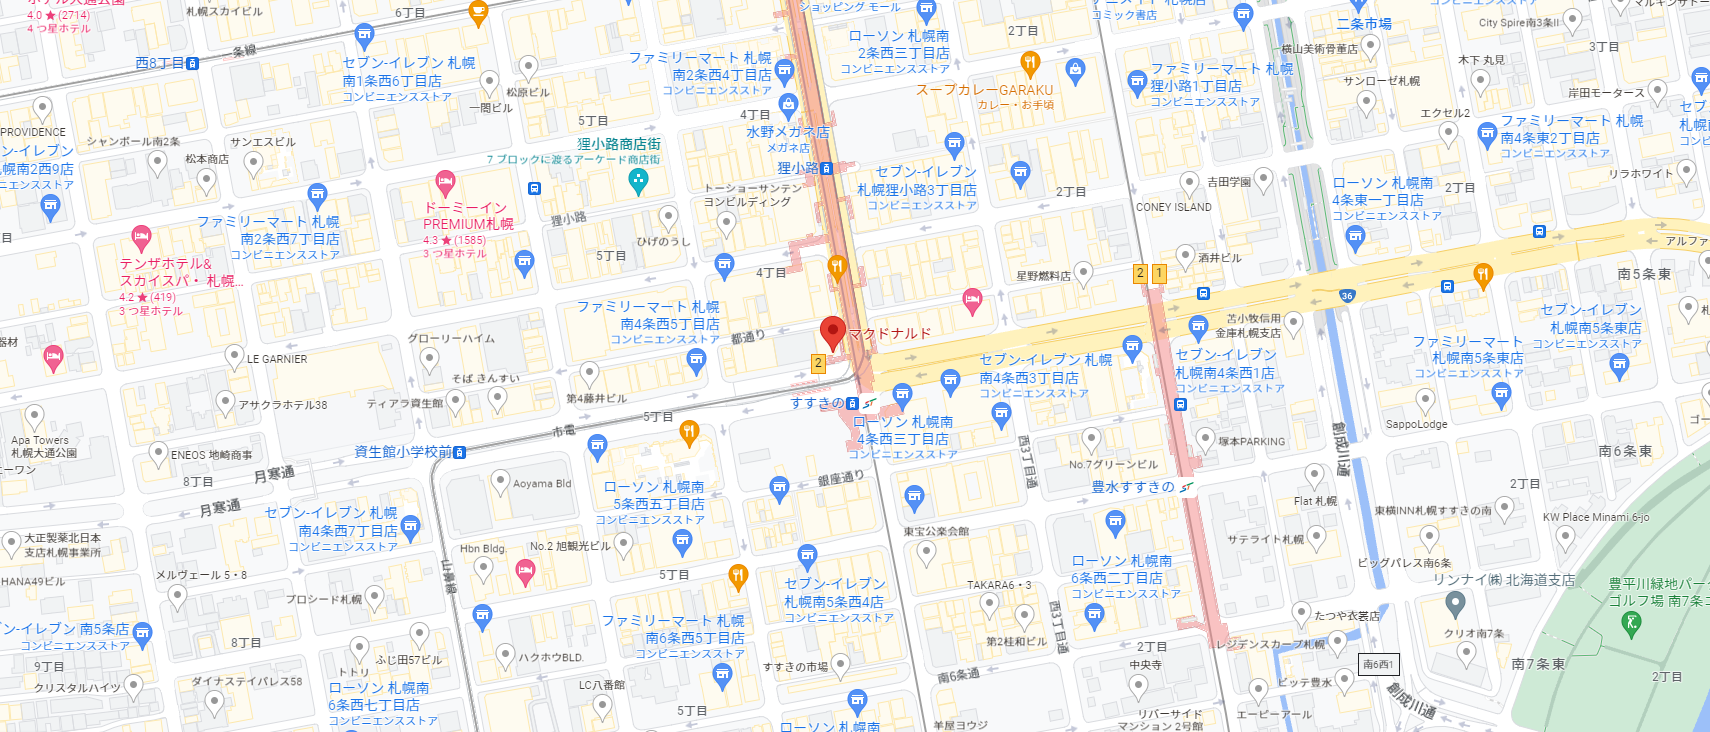 ホテル大通公園
4.0 ★ (2714)
4 つ星ホテル
札幌スカイビル
6丁目
一条線
西8丁目
セブン-イレブン 札幌
南1条西6丁目店
コンビニエンスストア
一閤ビル
松原ビル
ファミリーマート 札幌
南2条西4丁目店
コンビニエンスストア
ショッピング モール
ローソン 札幌南
2条西三丁目店
コンビニエンスストア
2丁目
コミック書店
スープカレーGARAKU
カレー・お手頃
ファミリーマート 札幌
狸小路1丁目店
コンビニエンスストア
二条市場
横山美術骨董店
サンローゼ札幌
City Spire南3条II
3丁目
木下 丸見
岸田モータース
エクセル2
ファミリーマート 札幌
南4条東2丁目店
コンビニエンスストア
PROVIDENCE
シャンボール南2条
サンエスビル
松本商店
5丁目
狸小路商店街
7 ブロックに渡るアーケード商店街
4丁目
水野メガネ店
メガネ店
狸小路
セブン-イレブン
札幌狸小路3丁目店
コンビニエンスストア
2丁目
吉田学園
CONEY ISLAND
ローソン 札幌南
4条東一丁目店
コンビニエンスストア
2丁目
リラホワイト
ファミリーマート 札幌
南2条西7丁目店
コンビニエンスストア
ドーミーイン
PREMIUM札幌
4.3 ★ (1585)
3 つ星ホテル
狸小路
トーショーサンテン
ヨンビルディング
ひげのうし
5丁目
4丁目
テンザホテル&
スカイスパ・ 札幌…
4.2 ★ (419)
3 つ星ホテル
星野燃料店
酒井ビル
2
1
36
南5条東
アルファ
ファミリーマート 札幌
南4条西5丁目店
コンビニエンスストア
都通り
マクドナルド
2
苫小牧信用
金庫札幌支店
セブン-イレブン
札幌南5条東店
コンビニエンスストア
ファミリーマート
札幌南5条東店
コンビニエンスストア
LE GARNIER
グローリーハイム
そば きんすい
ティアラ資生館
第4藤井ビル
アサクラホテル38
セブン-イレブン 札幌
南4条西3丁目店
コンビニエンスストア
セブン-イレブン
札幌南4条西1店
コンビニエンスストア
すすきの
ローソン 札幌南
4条西三丁目店
コンビニエンスストア
5丁目
市電
資生館小学校前
Apa Towers
札幌大通公園
ENEOS 地崎商事
8丁目
月寒通
月寒通
Aoyama Bld
ローソン 札幌南
5条西五丁目店
コンビニエンスストア
銀座通り
西3丁目通
No.7グリーンビル
塚本PARKING
豊水すすきの
創成川通
SappoLodge
南6条東
2丁目
Flat 札幌
東横INN札幌すすきの南
KW Place Minami 6-jo
セブン-イレブン 札幌
南4条西7丁目店
コンビニエンスストア
大正製薬北日本
支店札幌事業所
HANA49ビル
メルヴェール 5・8
Hbn Bldg.
No.2 旭観光ビル
5丁目
山鼻線
セブン-イレブン
札幌南5条西4店
コンビニエンスストア
東宝公楽会館
TAKARA6・3
第2桂和ビル
西3丁目通
ローソン 札幌南
6条西二丁目店
コンビニエンスストア
サテライト札幌
ビッグパレス南6条
リンナイ㈱ 北海道支店
豊平川緑地パー
ゴルフ場 南7条コ
プロシード札幌
ファミリーマート 札幌
南6条西5丁目店
コンビニエンスストア
たつや衣裳店
クリオ南7条
レジデンスカープ札幌
南7条東
2丁目
8丁目
9丁目
トトリ
ふじ田57ビル
ハクホウBLD.
すすきの市場
南6条通
2丁目
中央寺
南6西1
クリスタルハイツ
ダイナステイパレス58
ローソン 札幌南
6条西七丁目店
コンビニエンスストア
LC八番館
5丁目
ローソン 札幌南
羊屋ヨウジ
リバーサイド
マンション 2号館
エーピーアール
ピッテ豊水
創成川通